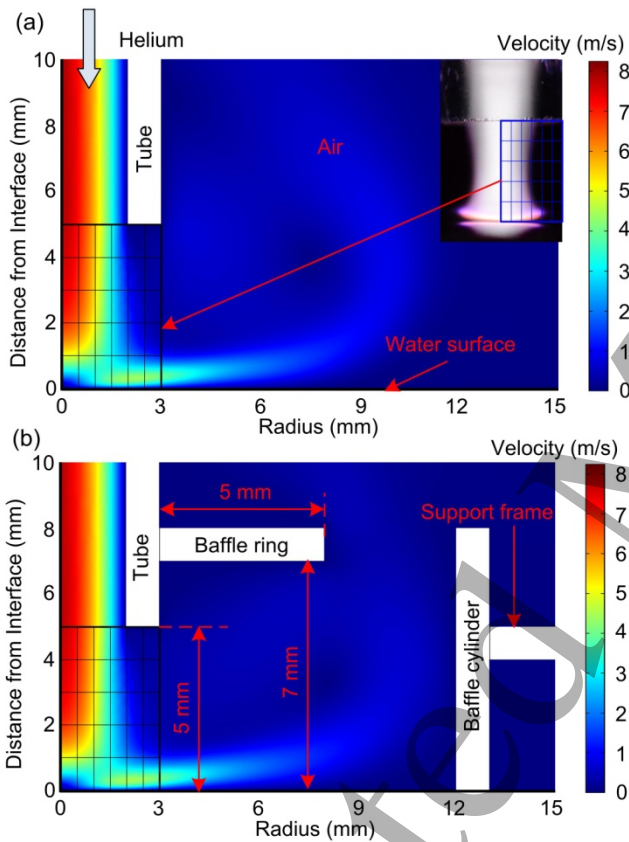 (a)
Helium
Velocity (m/s)
10
8
6
4
2
0
Distance from Interface (mm)
Tube
Air
Water surface
0
3
6
9
12
15
Radius (mm)
8
7
6
5
4
3
2
1
0
(b)
Velocity (m/s)
10
8
6
4
2
0
Distance from Interface (mm)
Tube
5 mm
Baffle ring
Support frame
5 mm
7 mm
Baffle cylinder
0
3
6
9
12
15
Radius (mm)
8
7
6
5
4
3
2
1
0